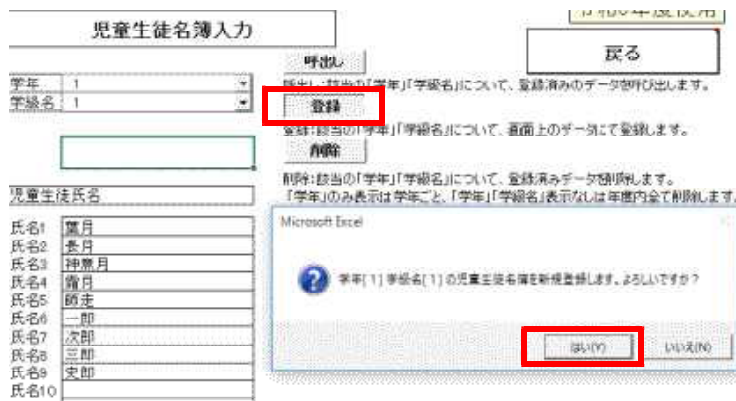 令和6年度使用
児童生徒名簿入力
戻る
呼出し
学年 1
呼出し:該当の「学年」「学級名」について、登録済みのデータを呼び出します。
学級名 1
登録
登録:該当の「学年」「学級名」について、画面上のデータにて登録します。
削除
削除:該当の「学年」「学級名」について、登録済みデータを削除します。
「学年」のみ表示は学年ごと、「学年」「学級名」表示なしは年度内全て削除します。
児童生徒氏名
氏名1 葉月
氏名2 長月
氏名3 神無月
氏名4 霜月
氏名5 師走
氏名6 一郎
氏名7 次郎
氏名8 三郎
氏名9 史郎
氏名10
Microsoft Excel
学年[1]学級名[1]の児童生徒名簿を新規登録します。よろしいですか?
はい(Y)
いいえ(N)